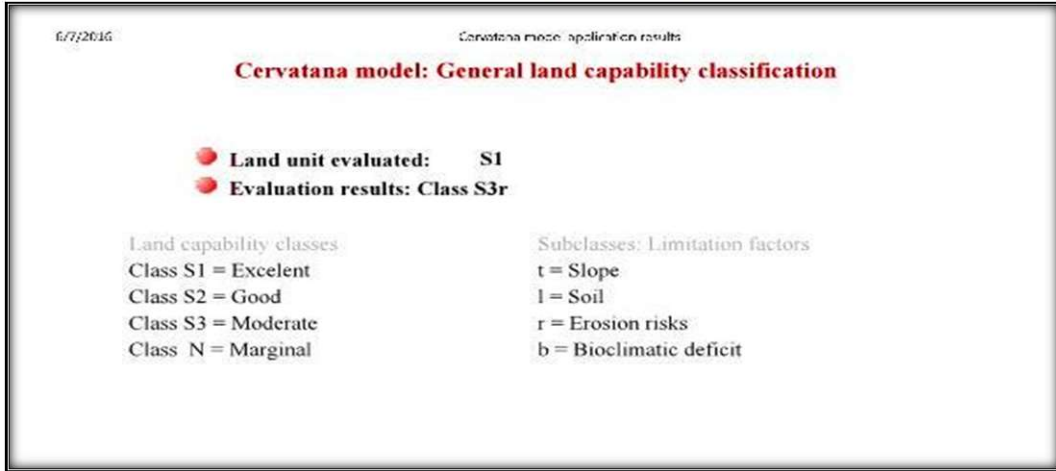 6/7/2016 Cervatana model application results
Cervatana model: General land capability classification
Land unit evaluated: S1
Evaluation results: Class S3r
Land capability classes
Class S1 = Excelent
Class S2 = Good
Class S3 = Moderate
Class N = Marginal
Subclasses: Limitation factors
t = Slope
l = Soil
r = Erosion risks
b = Bioclimatic deficit